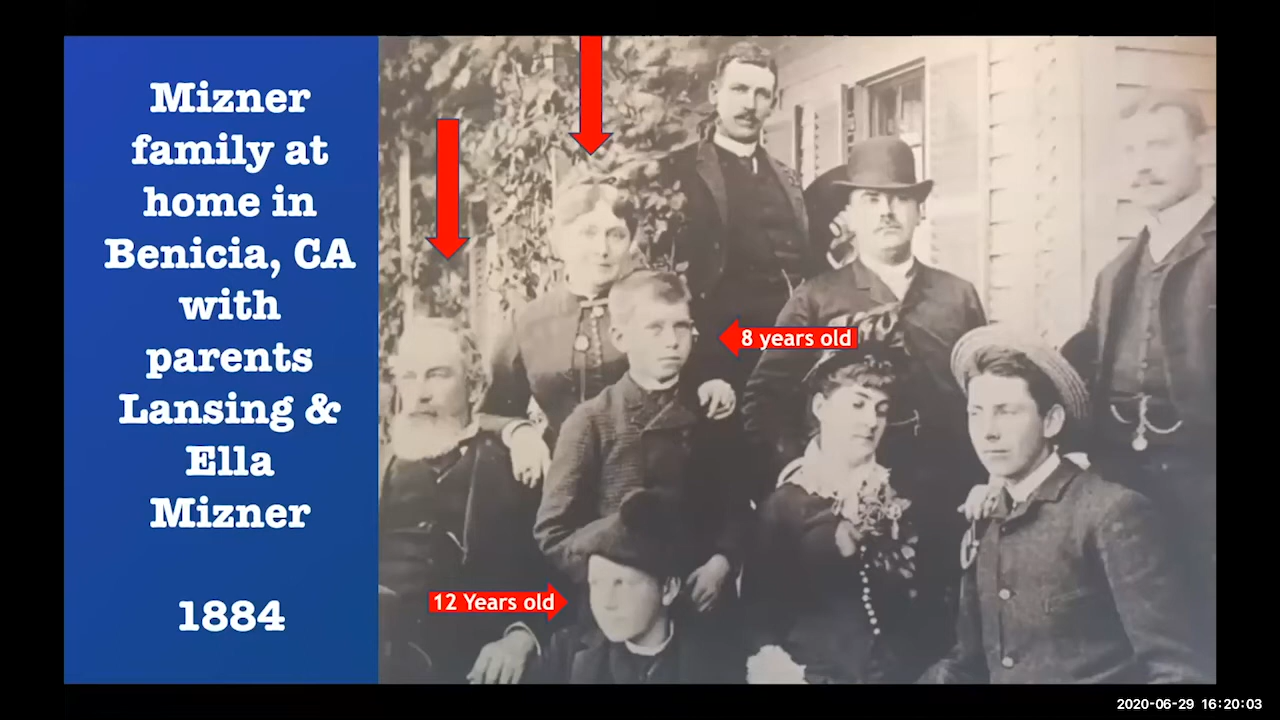 Mizner
family at
home in
Benicia, CA
with
parents
Lansing &
Ella
Mizner
1884
8 years old
12 Years old
2020-06-29 16:20:03